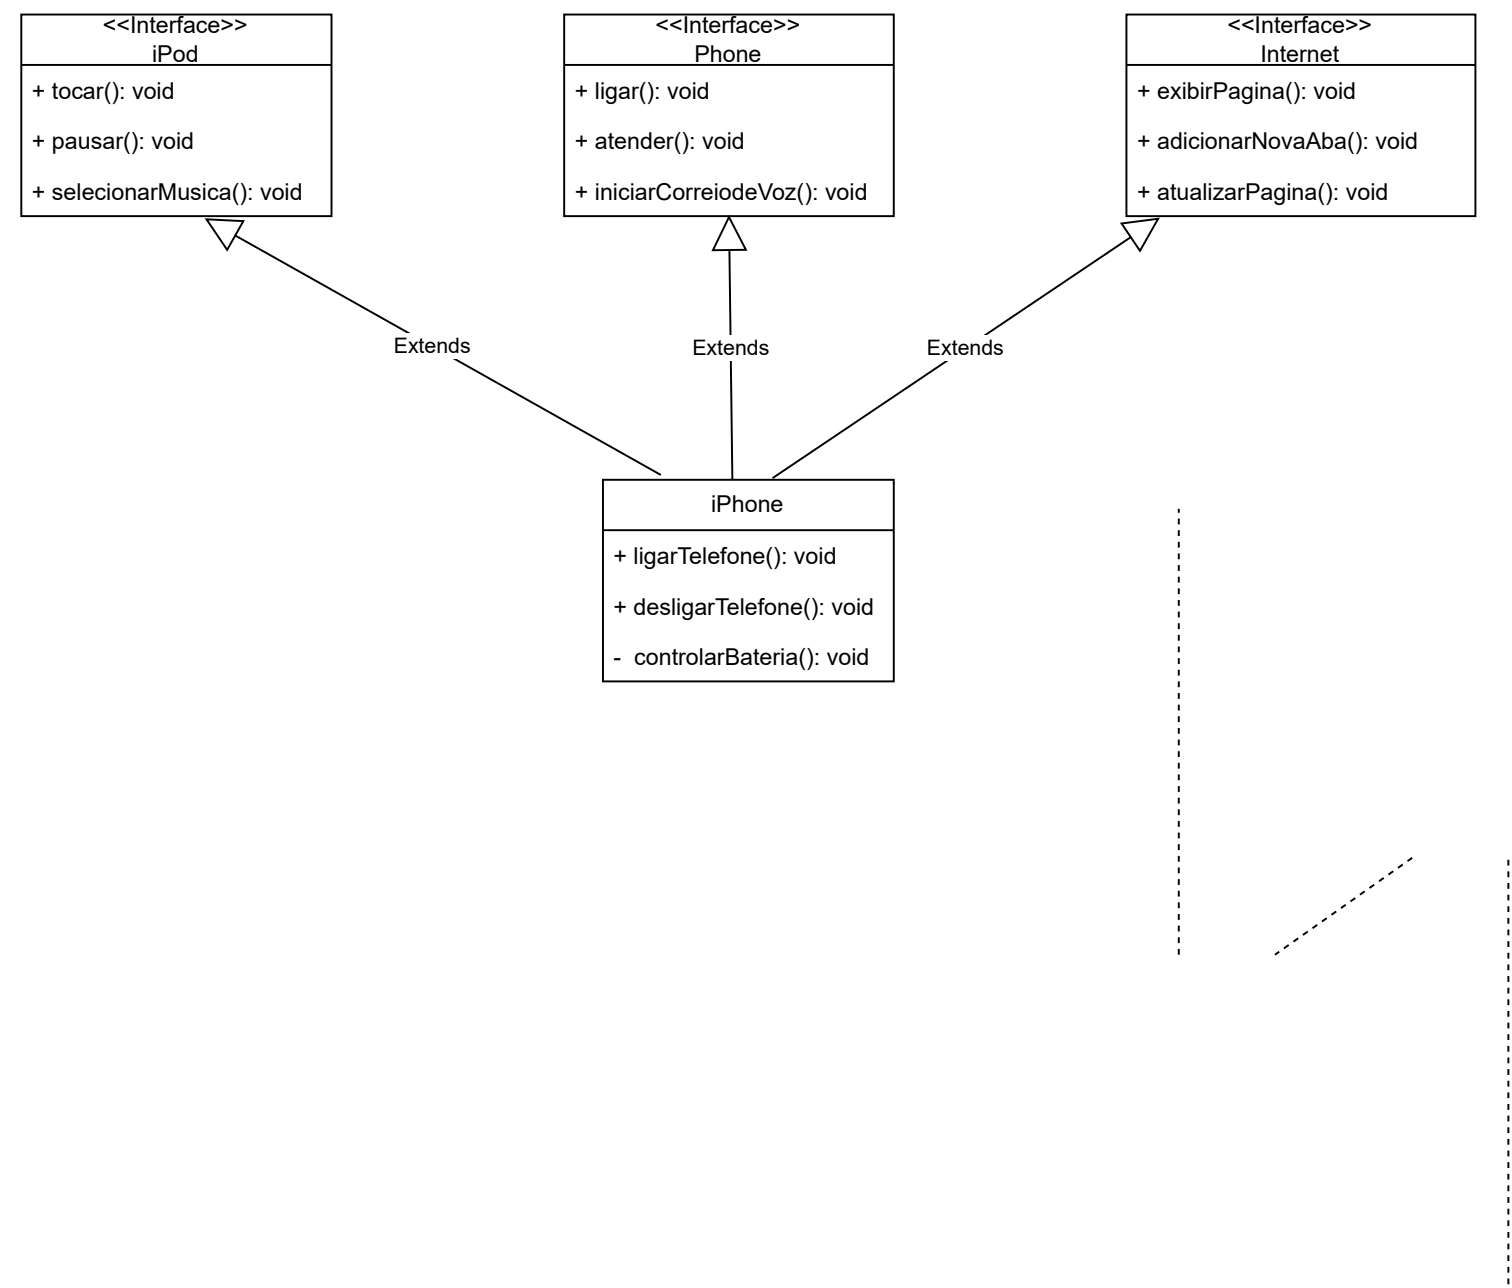 <<Interface>>
iPod
+ tocar(): void
+ pausar(): void
+ selecionarMusica(): void
<<Interface>>
Phone
+ ligar(): void
+ atender(): void
+ iniciarCorreiodeVoz(): void
<<Interface>>
Internet
+ exibirPagina(): void
+ adicionarNovaAba(): void
+ atualizarPagina(): void
Extends
Extends
Extends
iPhone
+ ligarTelefone(): void
+ desligarTelefone(): void
- controlarBateria(): void